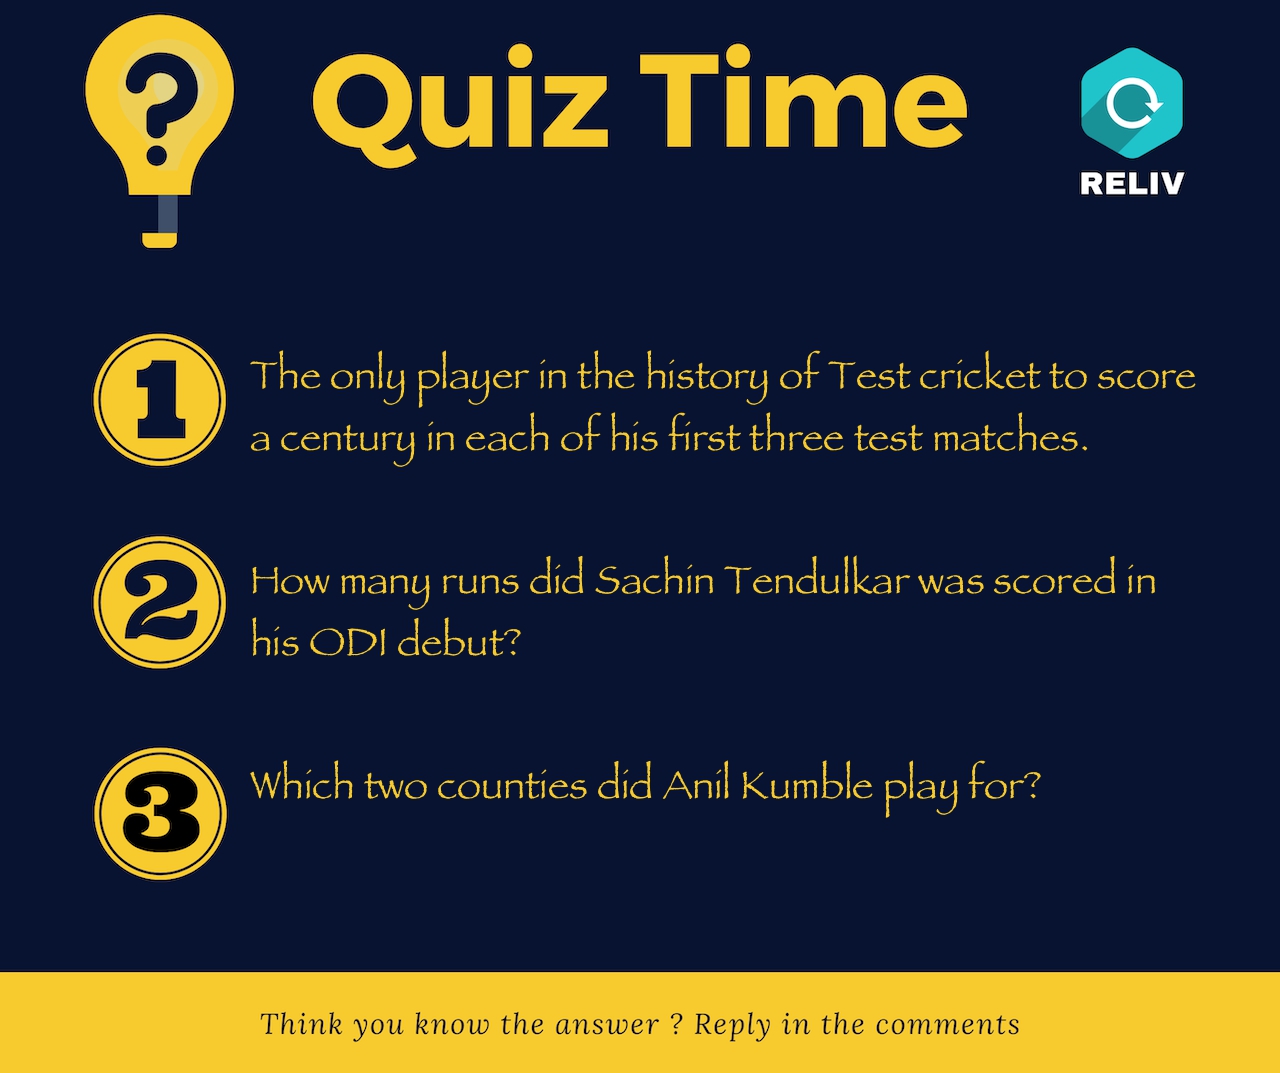 ?
Quiz Time
RELIV
1
The only player in the history of Test cricket to score
a century in each of his first three test matches.
2
How many runs did Sachin Tendulkar was scored in
his ODI debut?
3
Which two counties did Anil Kumble play for?
Think you know the answer ? Reply in the comments